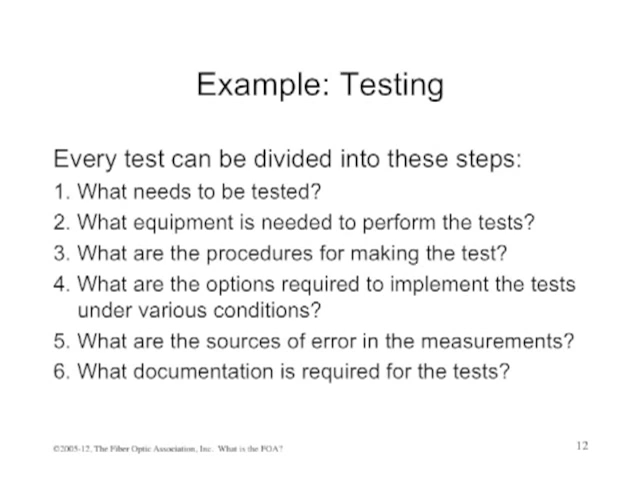 Example: Testing
Every test can be divided into these steps:
1. What needs to be tested?
2. What equipment is needed to perform the tests?
3. What are the procedures for making the test?
4. What are the options required to implement the tests
under various conditions?
5. What are the sources of error in the measurements?
6. What documentation is required for the tests?
©2005-12, The Fiber Optic Association, Inc. What is the FOA?
12